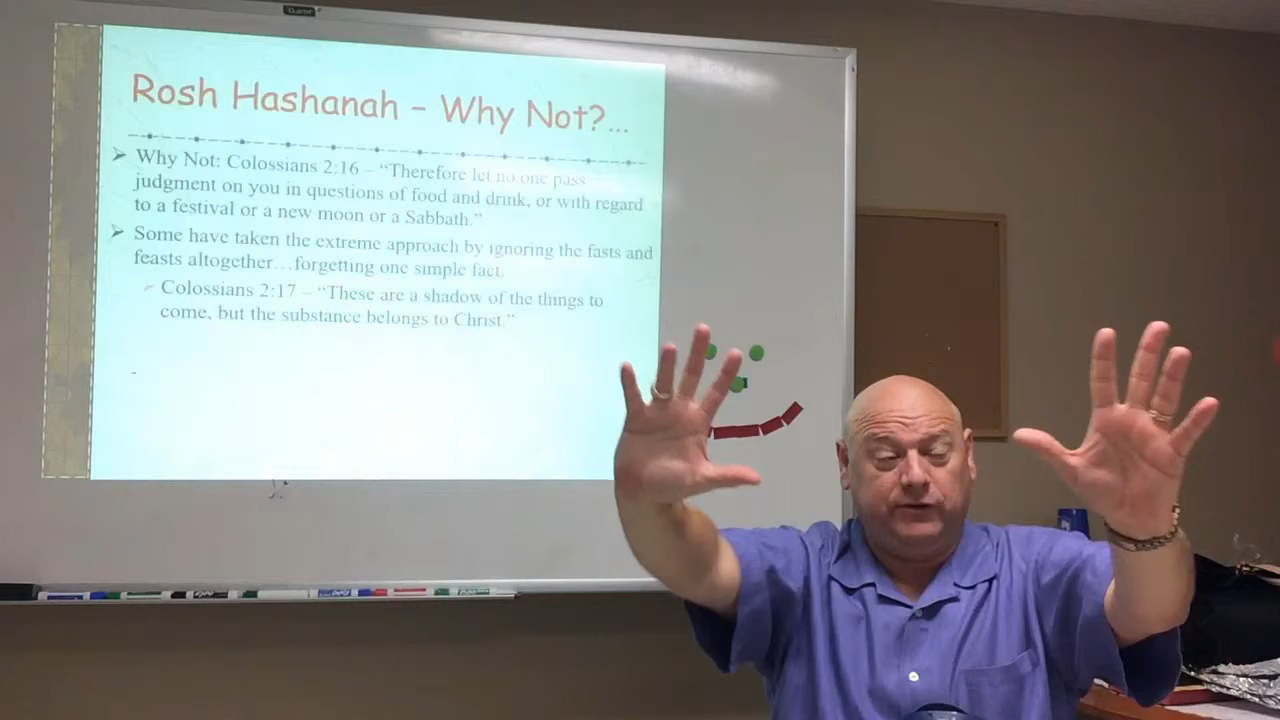 Rosh Hashanah – Why Not?...
Why Not: Colossians 2:16 – “Therefore let no one pass
judgment on you in questions of food and drink, or with regard
to a festival or a new moon or a Sabbath.”
Some have taken the extreme approach by ignoring the fasts and
feasts altogether…forgetting one simple fact.
Colossians 2:17 – “These are a shadow of the things to
come, but the substance belongs to Christ.”